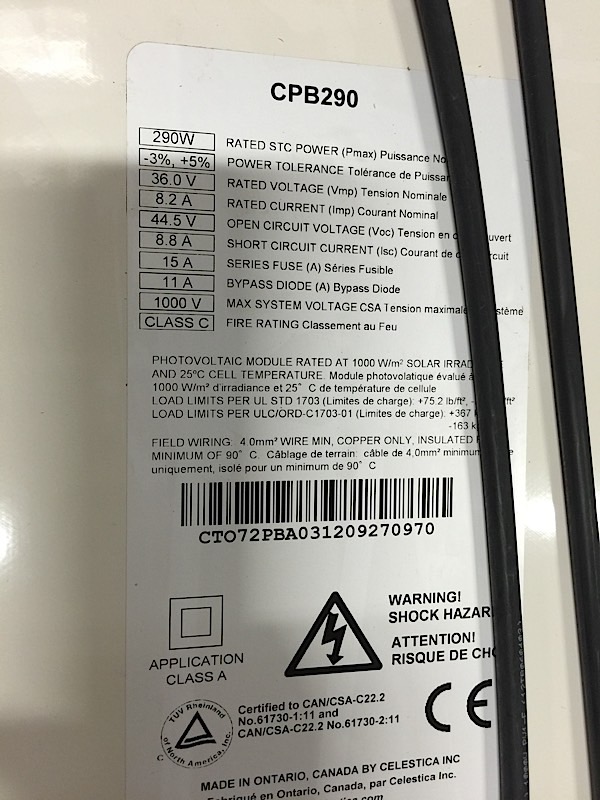 CPB290
290W RATED STC POWER (Pmax) Puissance No
-3%, +5% POWER TOLERANCE Tolérance de Puissan
36.0 V RATED VOLTAGE (Vmp) Tension Nominale
8.2 A RATED CURRENT (Imp) Courant Nominal
44.5 V OPEN CIRCUIT VOLTAGE (Voc) Tension en c uvert
8.8 A SHORT CIRCUIT CURRENT (Isc) Courant de c rcuit
15 A SERIES FUSE (A) Séries Fusible
11 A BYPASS DIODE (A) Bypass Diode
1000 V MAX SYSTEM VOLTAGE CSA Tension maximale système
CLASS C FIRE RATING Classement au Feu
PHOTOVOLTAIC MODULE RATED AT 1000 W/m² SOLAR IRRAD
AND 25°C CELL TEMPERATURE. Module photovolatique évalué à
1000 W/m² d'irradiance et 25° C de température de cellule
LOAD LIMITS PER UL STD 1703 (Limites de charge): +75.2 lb/ft², - /ft²
LOAD LIMITS PER ULC/ORD-C1703-01 (Limites de charge): +367 k
-163 k
FIELD WIRING: 4.0mm² WIRE MIN, COPPER ONLY, INSULATED F
MINIMUM OF 90° C. Câblage de terrain: câble de 4,0mm² minimum e
uniquement, isolé pour un minimum de 90° C
CTO72PBA031209270970
WARNING!
SHOCK HAZAR
ATTENTION!
RISQUE DE CHO
APPLICATION
CLASS A
TÜV Rheinland
of North America, Inc.
C
Certified to CAN/CSA-C22.2
No.61730-1:11 and
CAN/CSA-C22.2 No.61730-2:11
CE
MADE IN ONTARIO, CANADA BY CELESTICA INC
Fabriqué en Ontario, Canada, par Celestica Inc.